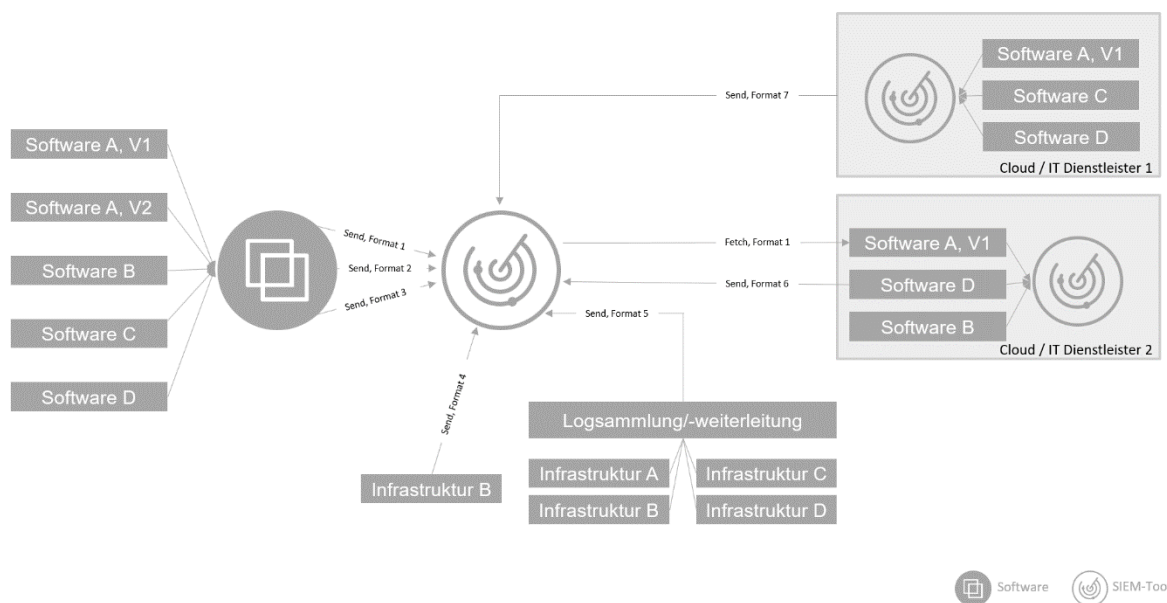 Software A, V1
Software A, V2
Software B
Software C
Software D
Send, Format 1
Send, Format 2
Send, Format 3
Send, Format 4
Infrastruktur B
Send, Format 7
Fetch, Format 1
Send, Format 6
Send, Format 5
Logsammlung/-weiterleitung
Infrastruktur A
Infrastruktur C
Infrastruktur B
Infrastruktur D
Software A, V1
Software C
Software D
Cloud / IT Dienstleister 1
Software A, V1
Software D
Software B
Cloud / IT Dienstleister 2
Software
SIEM-Too